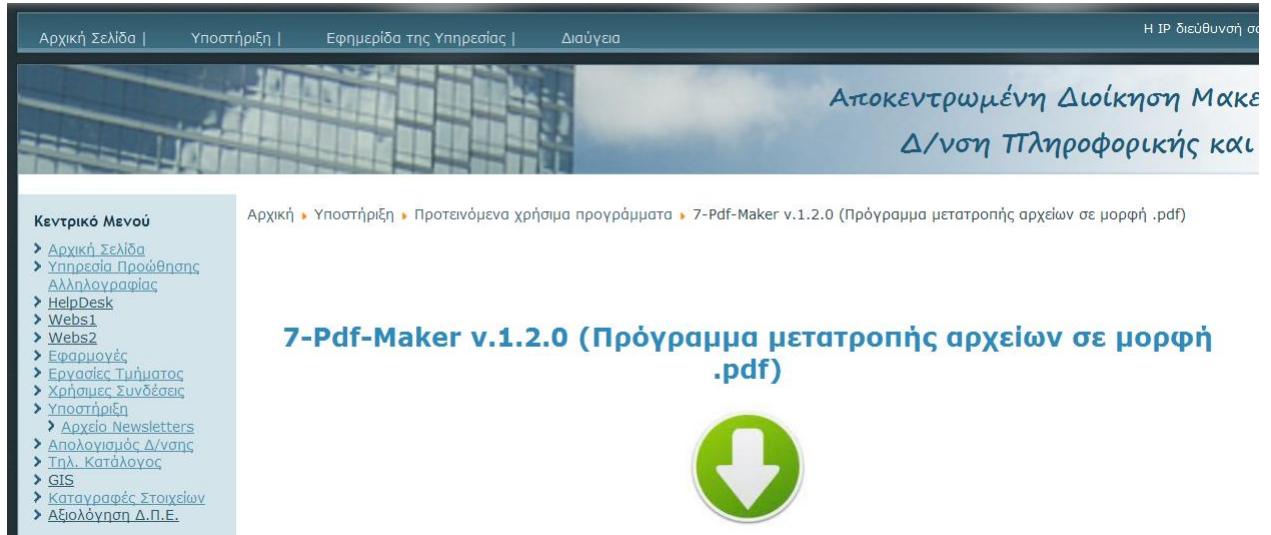 Αρχική Σελίδα |
Υποστήριξη |
Εφημερίδα της Υπηρεσίας |
Διαύγεια
Η IP διεύθυνσή
Αποκεντρωμένη Διοίκηση
Δ/νση Πληροφορικής και
Κεντρικό Μενού
Αρχική Σελίδα
Υπηρεσία Προώθησης
Αλληλογραφίας
HelpDesk
Webs1
Webs2
Εφαρμογές
Εργασίες Τμήματος
Χρήσιμες Συνδέσεις
Υποστήριξη
Αρχείο Newsletters
Απολογισμός Δ/νσης
Τηλ. Κατάλογος
GIS
Καταγραφές Στοιχείων
Αξιολόγηση Δ.Π.Ε.
Αρχική Υποστήριξη Προτεινόμενα χρήσιμα προγράμματα 7-Pdf-Maker v.1.2.0 (Πρόγραμμα μετατροπής αρχείων σε μορφή .pdf)
7-Pdf-Maker v.1.2.0 (Πρόγραμμα μετατροπής αρχείων σε μορφή
.pdf)